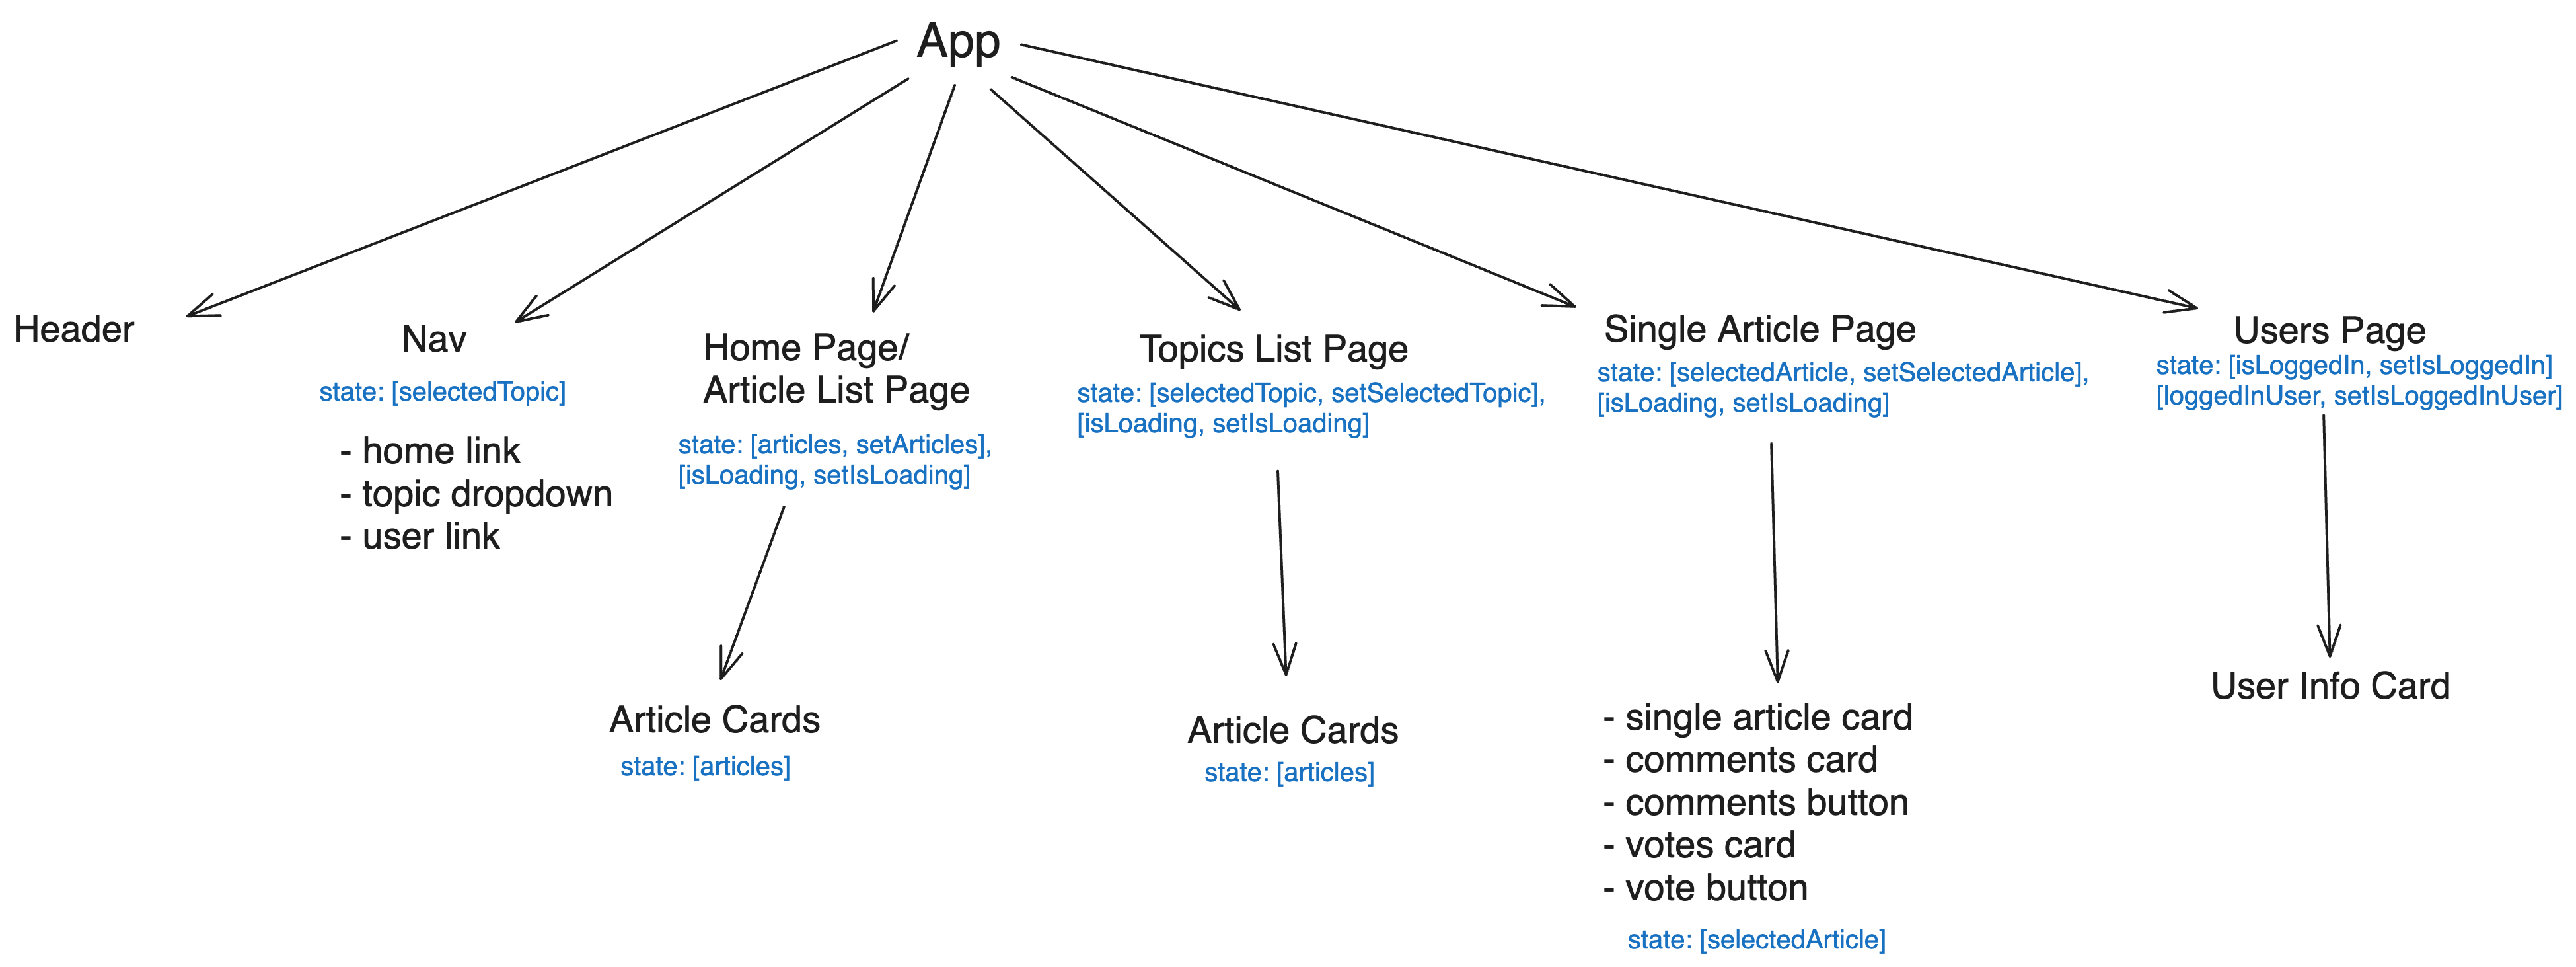 App
Header
Nav
state: [selectedTopic]
- home link
- topic dropdown
- user link
Home Page/
Article List Page
state: [articles, setArticles],
[isLoading, setIsLoading]
Article Cards
state: [articles]
Topics List Page
state: [selectedTopic, setSelectedTopic],
[isLoading, setIsLoading]
Article Cards
state: [articles]
Single Article Page
state: [selectedArticle, setSelectedArticle],
[isLoading, setIsLoading]
- single article card
- comments card
- comments button
- votes card
- vote button
state: [selectedArticle]
Users Page
state: [isLoggedIn, setIsLoggedIn]
[loggedInUser, setIsLoggedInUser]
User Info Card